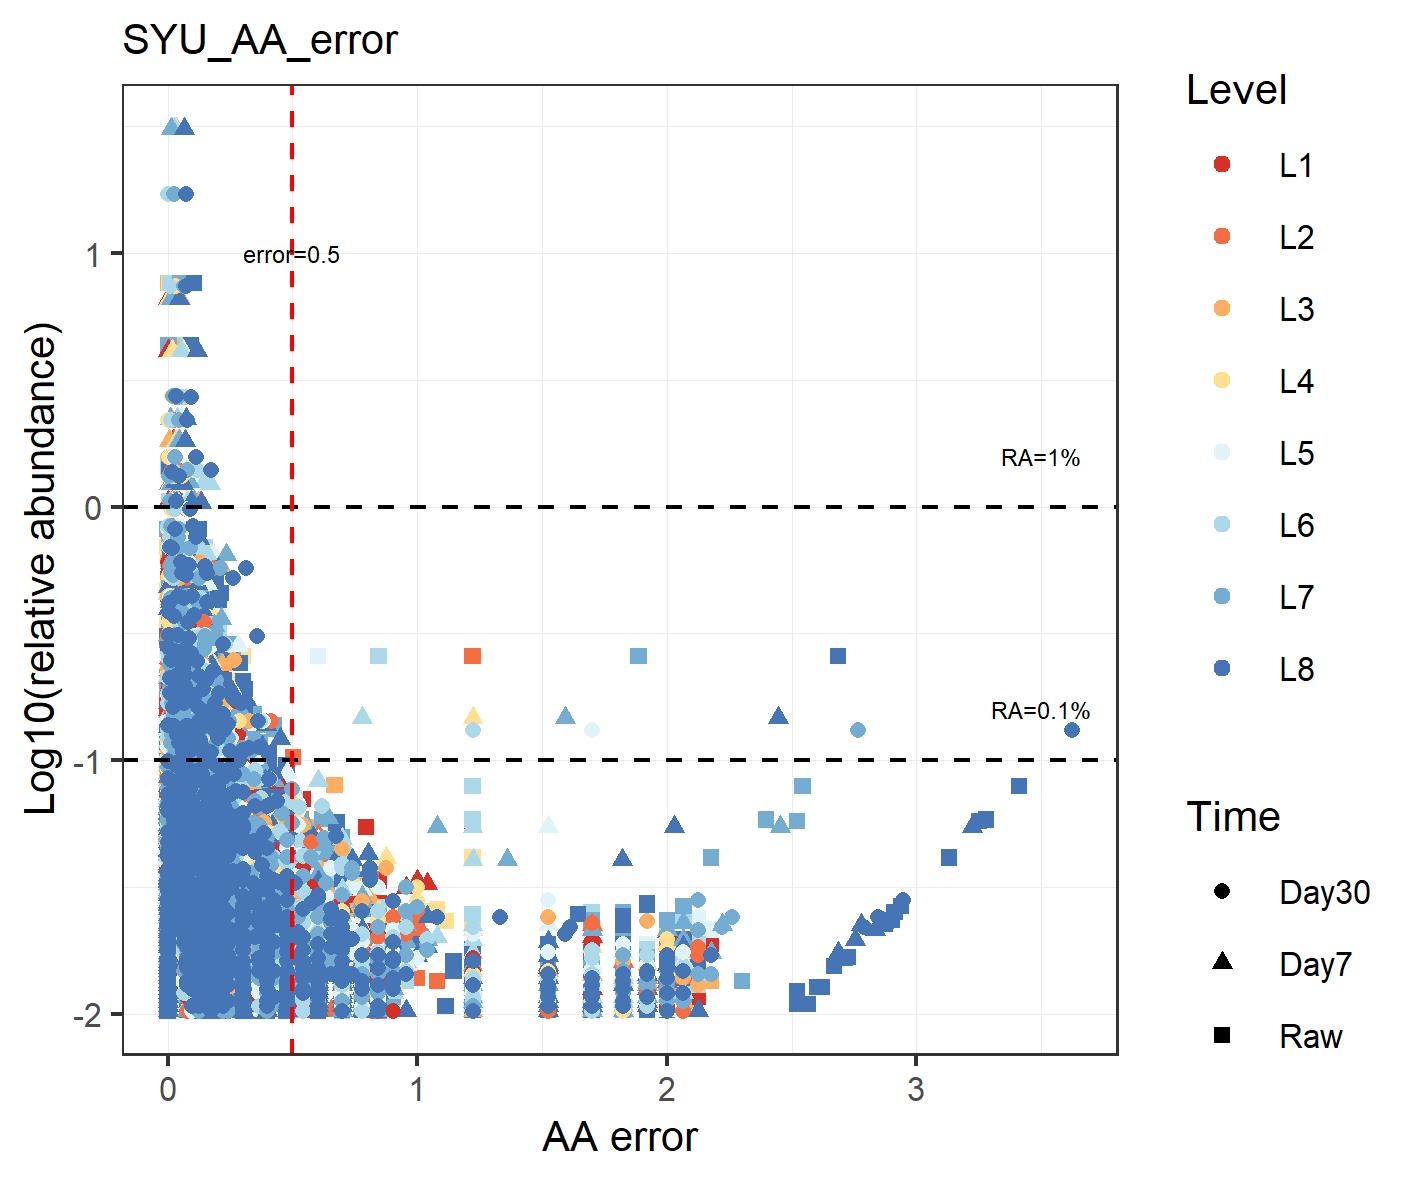 SYU_AA_error
Level
L1
L2
L3
L4
L5
L6
L7
L8
Time
Day30
Day7
Raw
error=0.5
RA=1%
RA=0.1%
Log10(relative abundance)
1
0
-1
-2
0
1
2
3
AA error